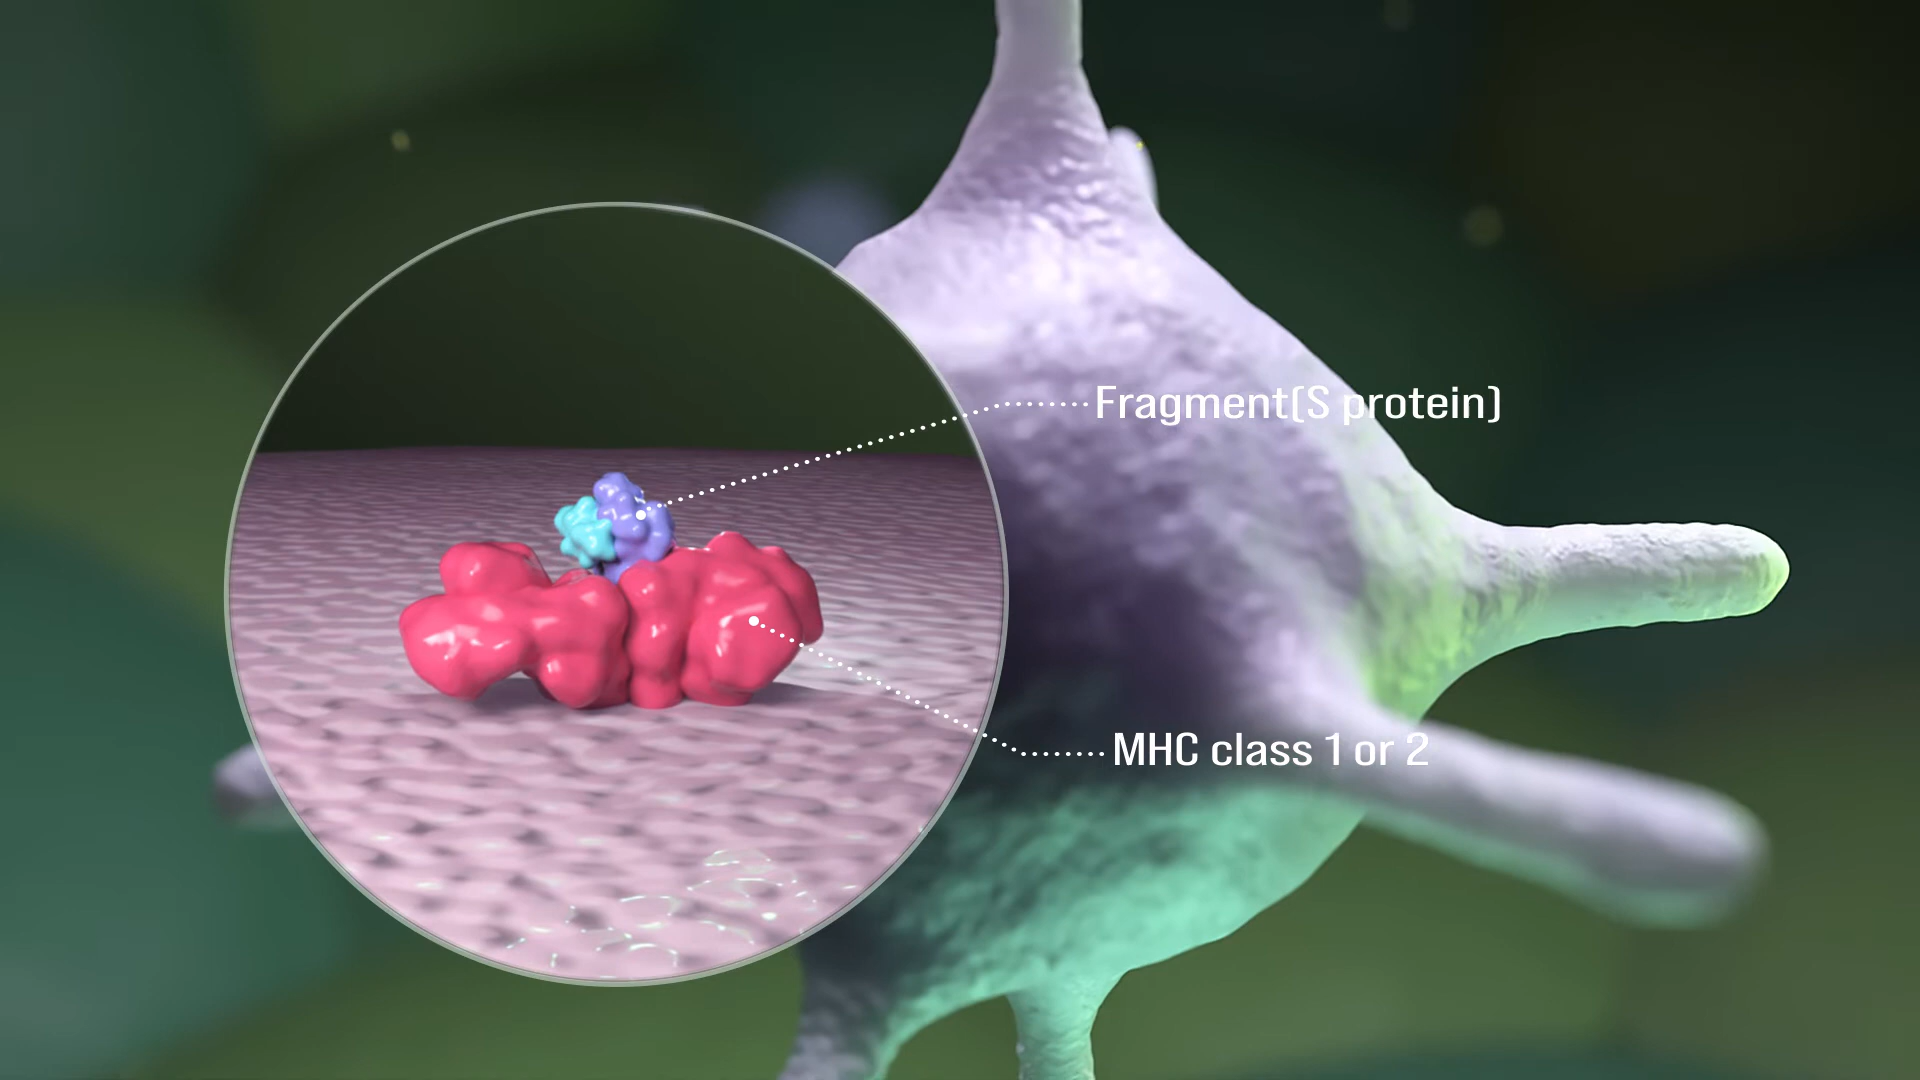 Fragment(S protein)
MHC class 1 or 2